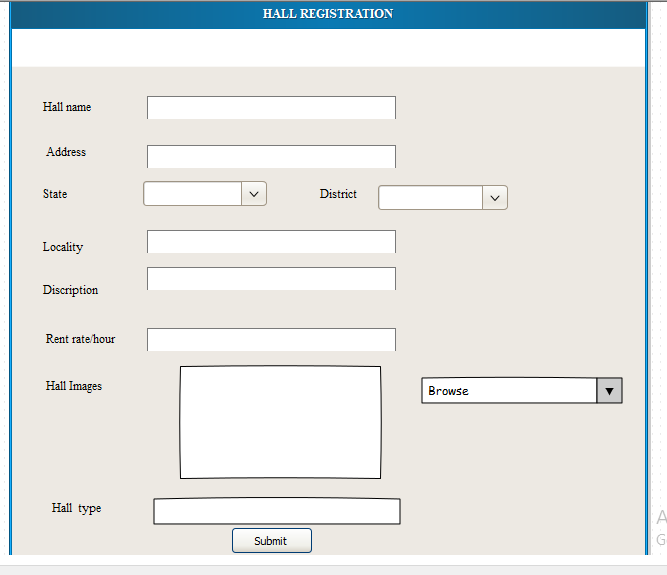 HALL REGISTRATION
Hall name
Address
State
District
Locality
Discription
Rent rate/hour
Hall Images
Browse
Hall type
Submit
A
G